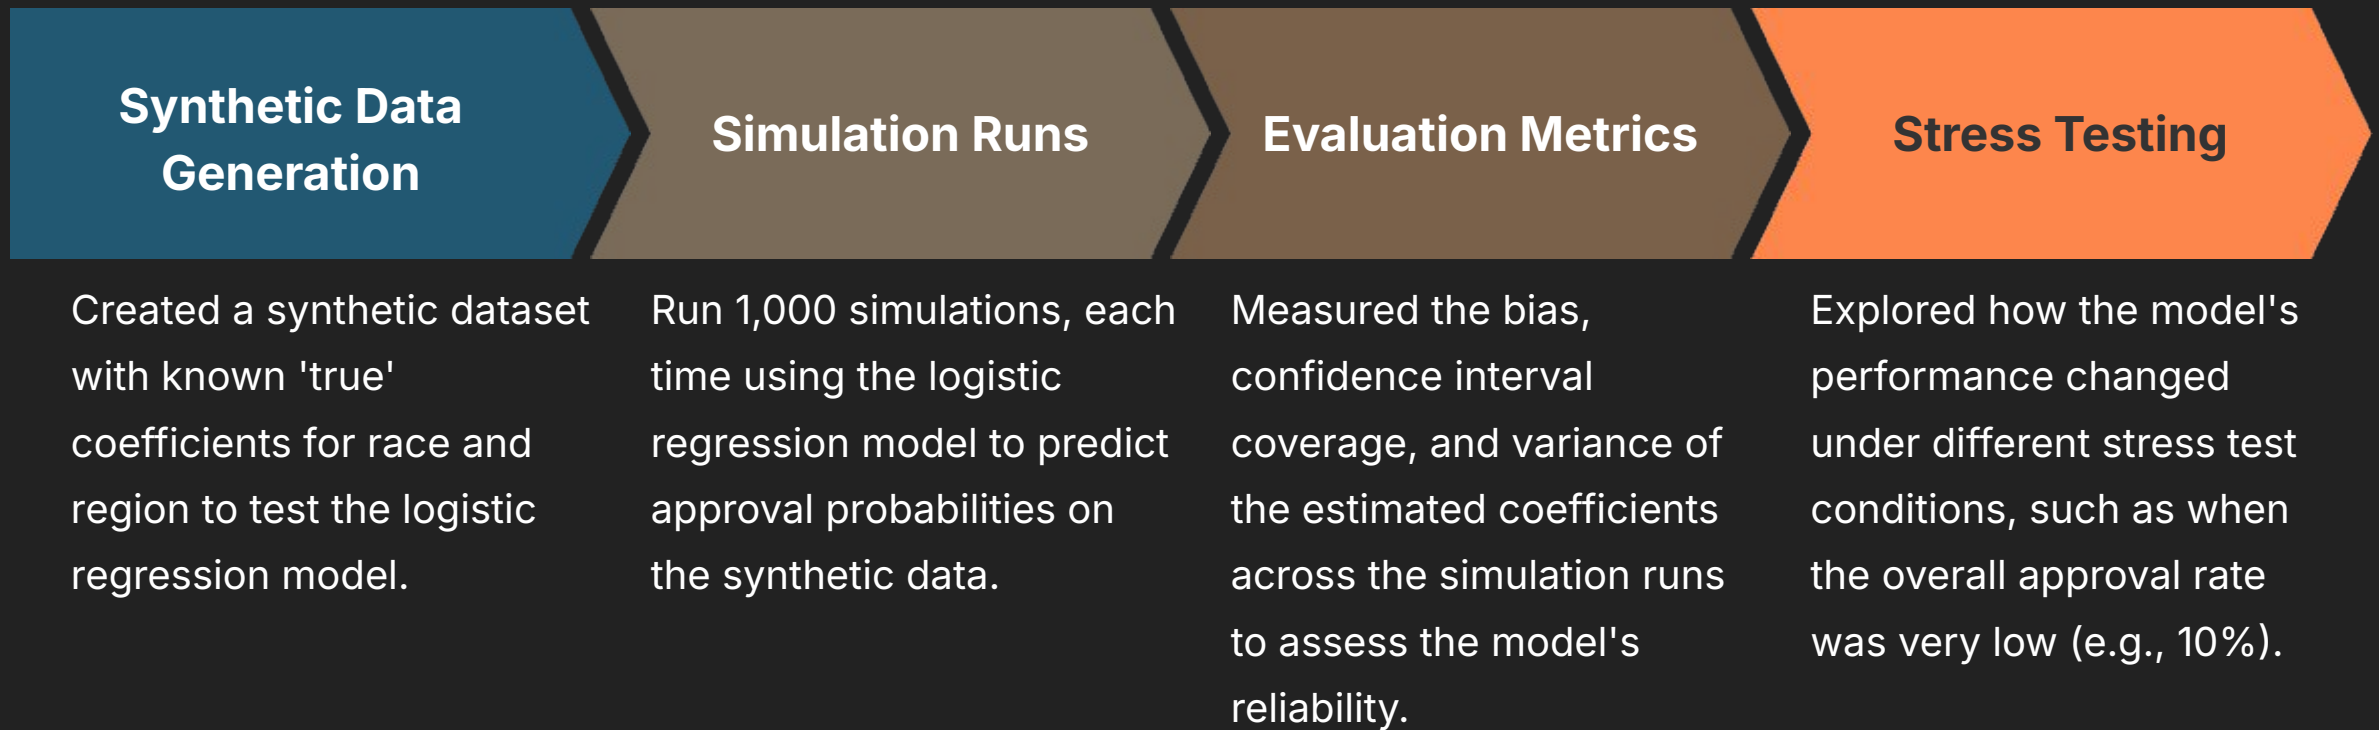 Synthetic Data
Generation
Simulation Runs
Evaluation Metrics
Stress Testing
Created a synthetic dataset
with known 'true'
coefficients for race and
region to test the logistic
regression model.
Run 1,000 simulations, each
time using the logistic
regression model to predict
approval probabilities on
the synthetic data.
Measured the bias,
confidence interval
coverage, and variance of
the estimated coefficients
across the simulation runs
to assess the model's
reliability.
Explored how the model's
performance changed
under different stress test
conditions, such as when
the overall approval rate
was very low (e.g., 10%).